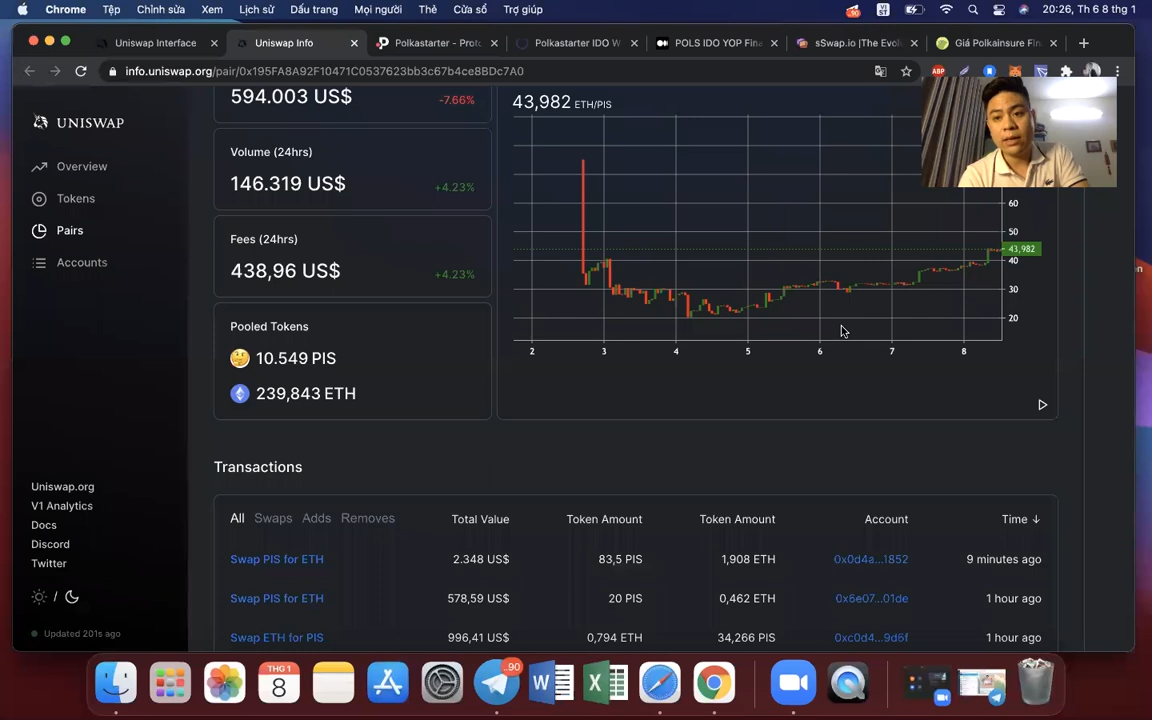 Chrome Tệp Chỉnh sửa Xem Lịch sử Dấu trang Mọi người Thẻ Cửa sổ Trợ giúp 20:26, Th 6 8 thg 1
Uniswap Interface Uniswap Info Polkastarter - Prot Polkastarter IDO W POLS IDO YOP Fina sSwap.io |The Evol Giá Polkainsure Fin
info.uniswap.org/pair/0x195FA8A92F10471C0537623bb3c67b4ce8BDc7A0
ABP
UNISWAP
Overview
Tokens
Pairs
Accounts
594.003 US$ -7.66%
Volume (24hrs)
146.319 US$ +4.23%
Fees (24hrs)
438,96 US$ +4.23%
Pooled Tokens
10.549 PIS
239,843 ETH
43,982 ETH/PIS
60
50
43,982
40
30
20
2 3 4 5 6 7 8
Transactions
All Swaps Adds Removes Total Value Token Amount Token Amount Account Time ↓
Swap PIS for ETH 2.348 US$ 83,5 PIS 1,908 ETH 0x0d4a...1852 9 minutes ago
Swap PIS for ETH 578,59 US$ 20 PIS 0,462 ETH 0x6e07...01de 1 hour ago
Swap ETH for PIS 996,41 US$ 0,794 ETH 34,266 PIS 0xc0d4...9d6f 1 hour ago
Uniswap.org
V1 Analytics
Docs
Discord
Twitter
/
Updated 201s ago
THG 1
8